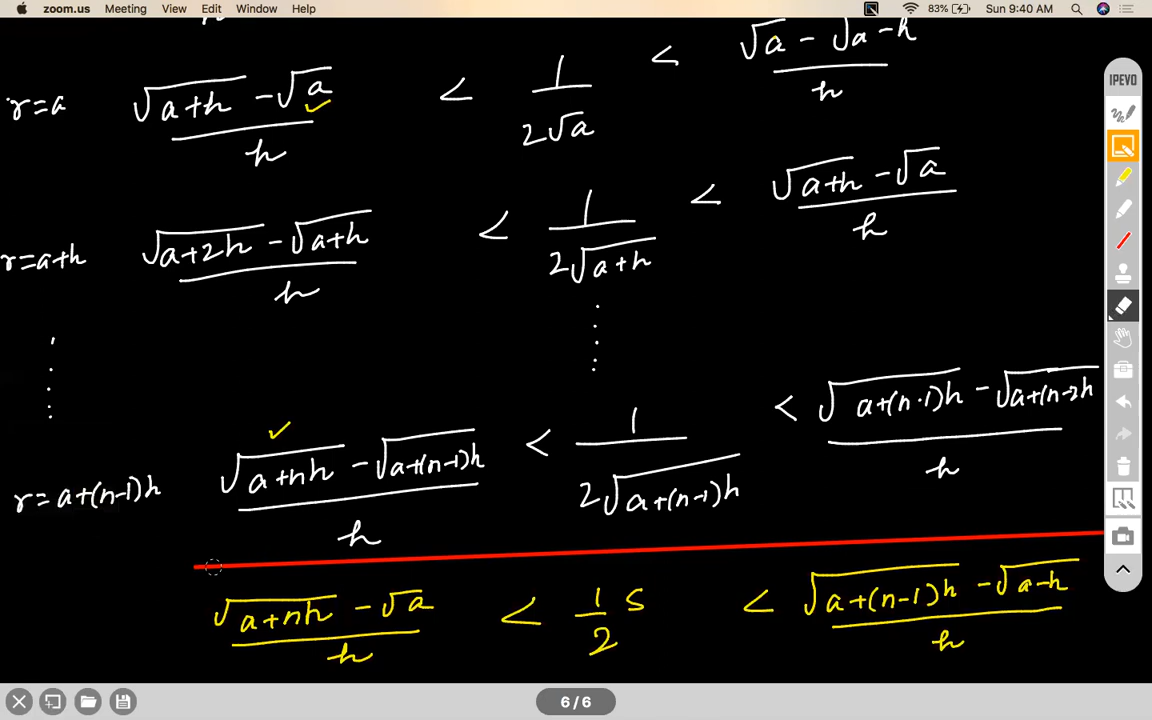 zoom.us Meeting View Edit Window Help 83% Sun 9:40 AM
r=a (√(a+h) - √a)/h < 1/(2√a) < (√a - √a-h)/h
IPEVO
r=a+h (√(a+2h) - √(a+h))/h < 1/(2√(a+h)) < (√(a+h) - √a)/h
r=a+(n-1)h (√(a+nh) - √(a+(n-1)h))/h < 1/(2√(a+(n-1)h)) < (√(a+(n-1)h) - √(a+(n-2)h))/h
(√(a+nh) - √a)/h < 1/2 S < (√(a+(n-1)h) - √(a-h))/h
6/6